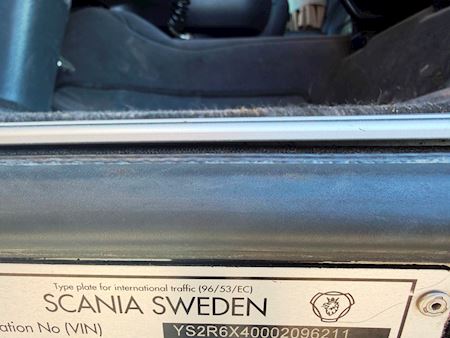 Type plate for international traffic (96/53/EC)
SCANIA SWEDEN
ation No (VIN) YS2R6X40002096211